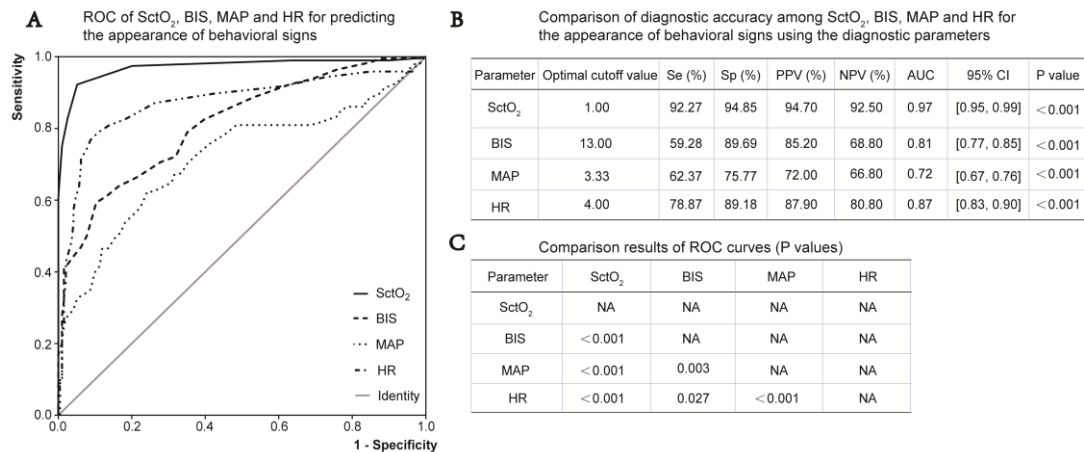 A
ROC of SctO₂, BIS, MAP and HR for predicting
the appearance of behavioral signs
Sensitivity
1.0
0.8
0.6
0.4
0.2
0.0
0.0 0.2 0.4 0.6 0.8 1.0
1 - Specificity
SctO₂
BIS
MAP
HR
Identity
B
Comparison of diagnostic accuracy among SctO₂, BIS, MAP and HR for
the appearance of behavioral signs using the diagnostic parameters
Parameter Optimal cutoff value Se (%) Sp (%) PPV (%) NPV (%) AUC 95% CI P value
SctO₂ 1.00 92.27 94.85 94.70 92.50 0.97 [0.95, 0.99] <0.001
BIS 13.00 59.28 89.69 85.20 68.80 0.81 [0.77, 0.85] <0.001
MAP 3.33 62.37 75.77 72.00 66.80 0.72 [0.67, 0.76] <0.001
HR 4.00 78.87 89.18 87.90 80.80 0.87 [0.83, 0.90] <0.001
C
Comparison results of ROC curves (P values)
Parameter SctO₂ BIS MAP HR
SctO₂ NA NA NA NA
BIS <0.001 NA NA NA
MAP <0.001 0.003 NA NA
HR <0.001 0.027 <0.001 NA